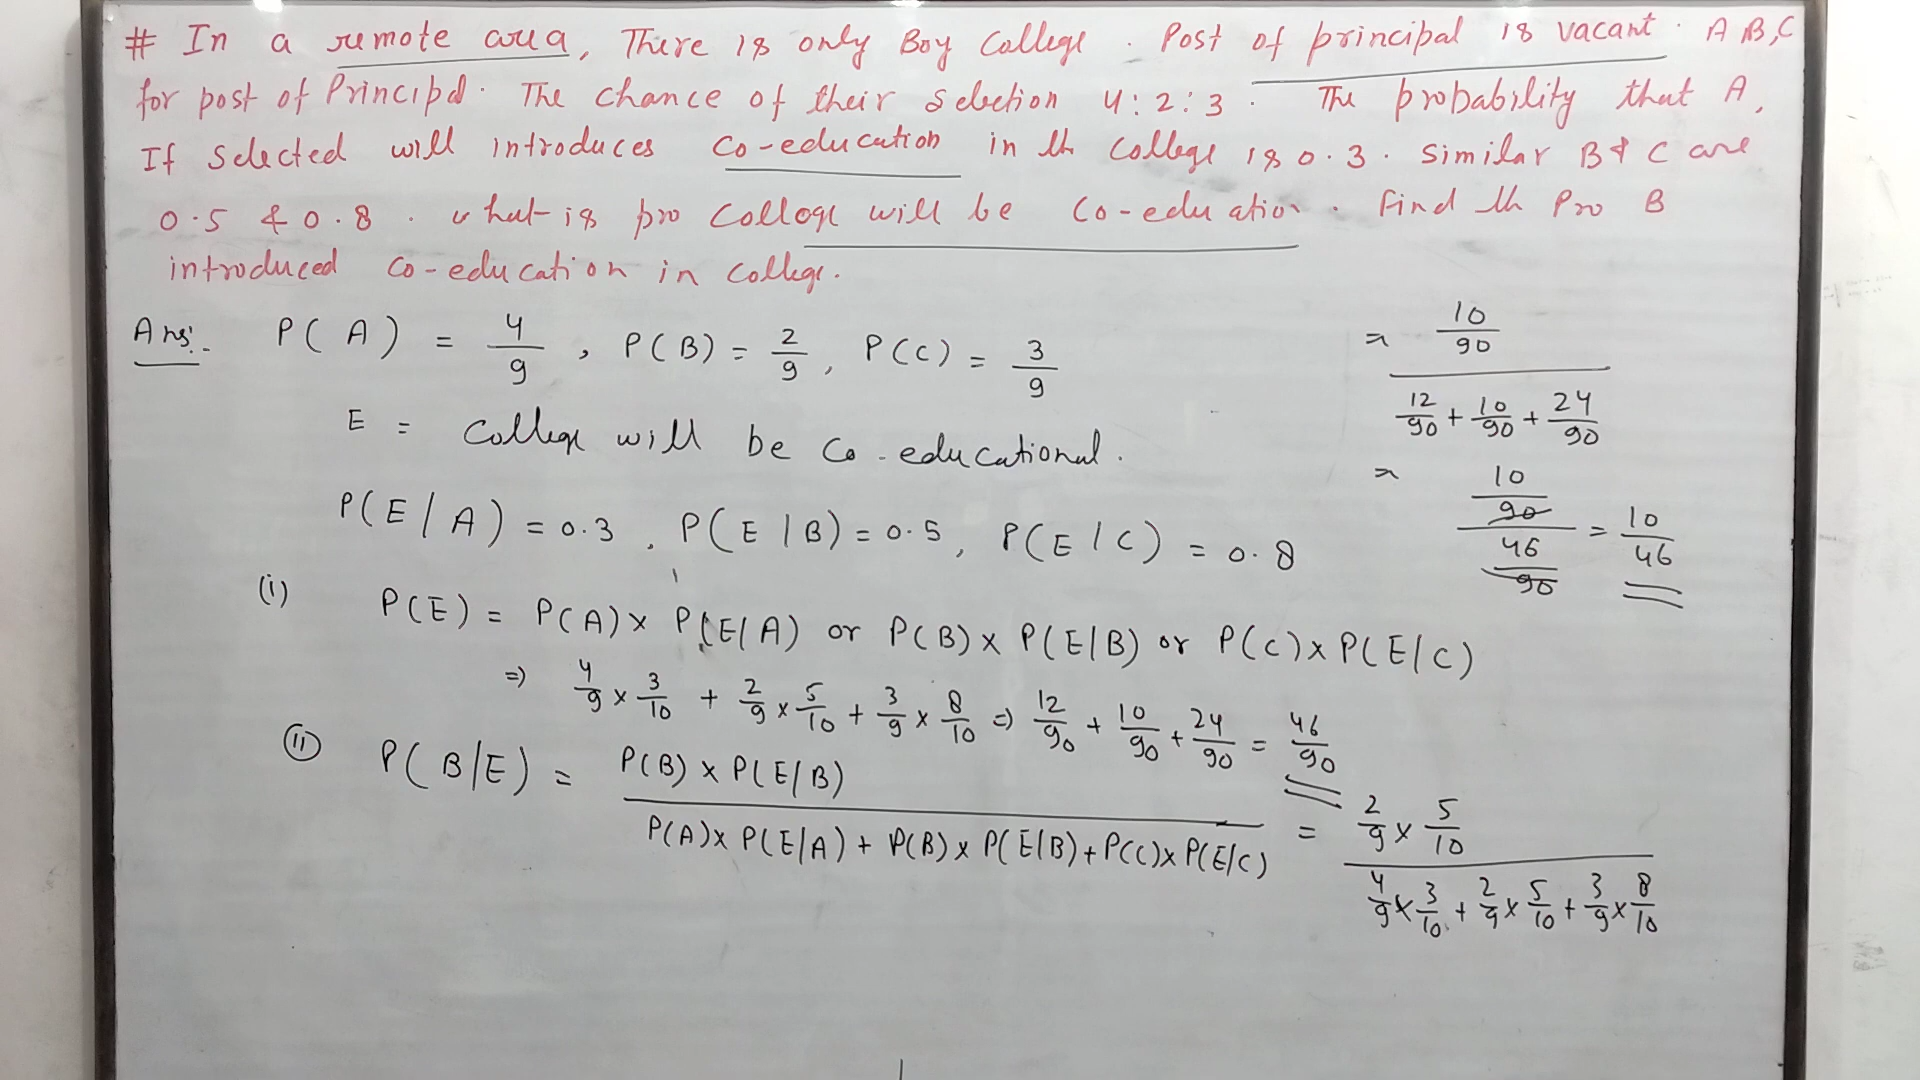 # In a remote area, There is only Boy College. Post of principal is vacant. A B,C
for post of Principal. The chance of their selection 4:2:3. The probability that A,
If selected will introduces co-education in th college is 0.3. Similar B & C are
0.5 & 0.8. what is pro college will be co-education. Find th Pro B
introduced co-education in college.
Ans:- P(A) = 4/9, P(B) = 2/9, P(C) = 3/9
E = College will be co-educational.
P(E/A) = 0.3, P(E/B) = 0.5, P(E/C) = 0.8
(i) P(E) = P(A)x P(E/A) or P(B)x P(E/B) or P(C)x P(E/C)
=> 4/9 x 3/10 + 2/9 x 5/10 + 3/9 x 8/10 => 12/90 + 10/90 + 24/90 = 46/90
(ii) P(B/E) = P(B) x P(E/B)
P(A)x P(E/A) + P(B)x P(E/B) + P(C)x P(E/C)
= 2/9 x 5/10
4/9 x 3/10 + 2/9 x 5/10 + 3/9 x 8/10
= 10/90
12/90 + 10/90 + 24/90
= 10/90
46/90 = 10/46